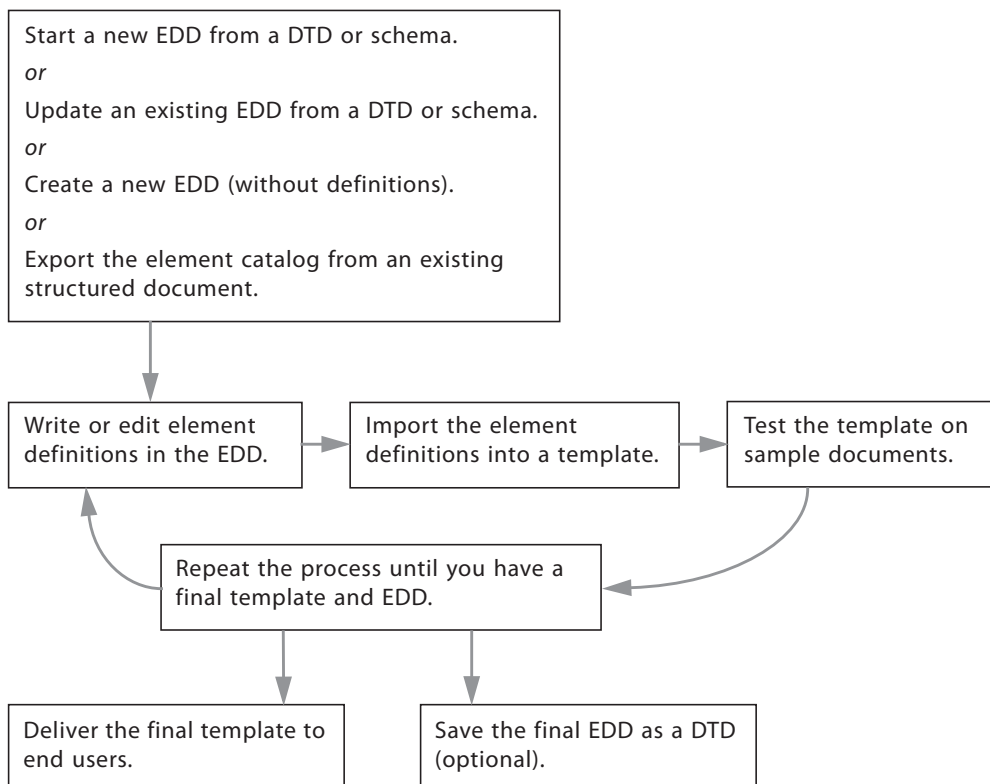 Start a new EDD from a DTD or schema.
or
Update an existing EDD from a DTD or schema.
or
Create a new EDD (without definitions).
or
Export the element catalog from an existing
structured document.
Write or edit element
definitions in the EDD.
Import the element
definitions into a template.
Test the template on
sample documents.
Repeat the process until you have a
final template and EDD.
Deliver the final template to
end users.
Save the final EDD as a DTD
(optional).